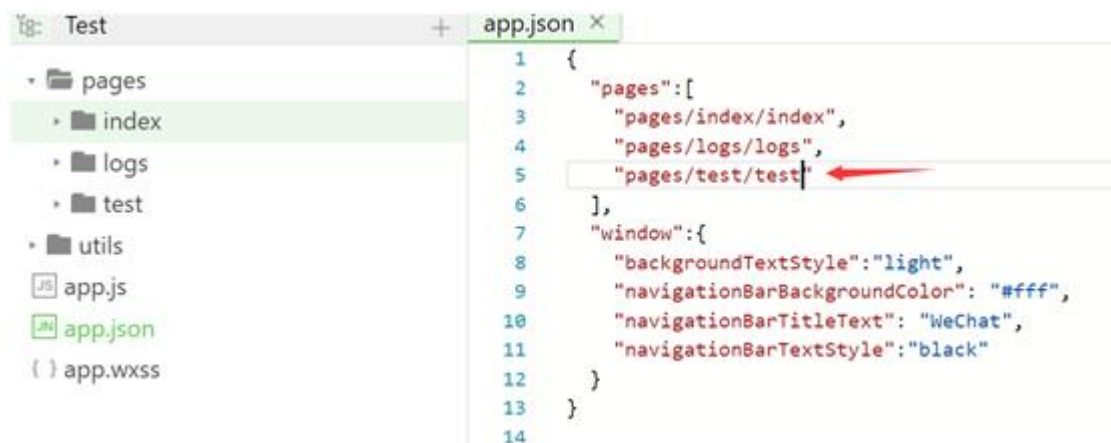 Test
+
pages
index
logs
test
utils
JS app.js
JN app.json
{ } app.wxss
app.json ×
1 {
2 "pages":[
3 "pages/index/index",
4 "pages/logs/logs",
5 "pages/test/test"
6 ],
7 "window":{
8 "backgroundTextStyle":"light",
9 "navigationBarBackgroundColor": "#fff",
10 "navigationBarTitleText": "WeChat",
11 "navigationBarTextStyle":"black"
12 }
13 }
14